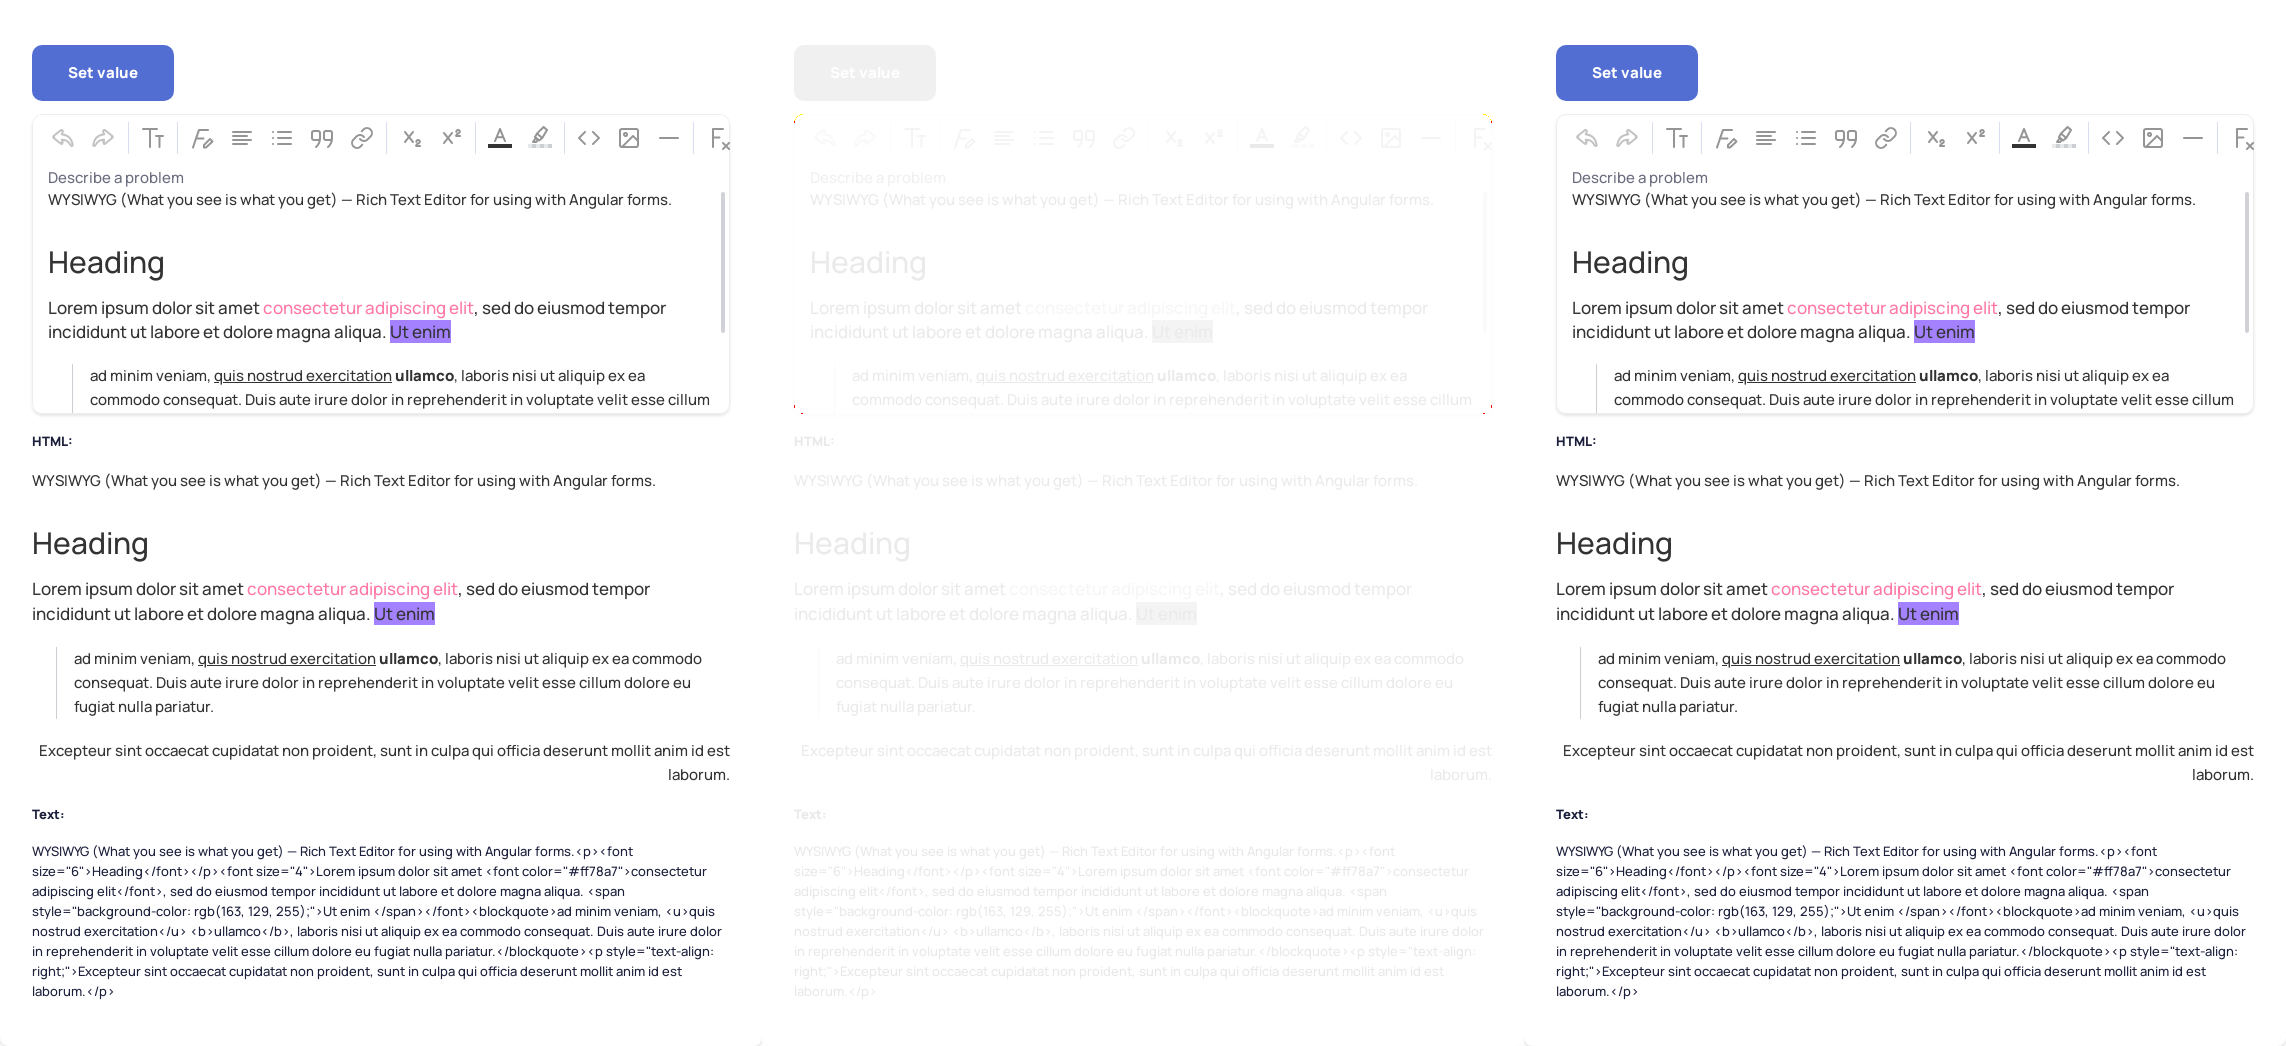 Set value
Describe a problem
WYSIWYG (What you see is what you get) — Rich Text Editor for using with Angular forms.
Heading
Lorem ipsum dolor sit amet consectetur adipiscing elit, sed do eiusmod tempor
incididunt ut labore et dolore magna aliqua. Ut enim
ad minim veniam, quis nostrud exercitation ullamco, laboris nisi ut aliquip ex ea
commodo consequat. Duis aute irure dolor in reprehenderit in voluptate velit esse cillum
HTML:
WYSIWYG (What you see is what you get) — Rich Text Editor for using with Angular forms.
Heading
Lorem ipsum dolor sit amet consectetur adipiscing elit, sed do eiusmod tempor
incididunt ut labore et dolore magna aliqua. Ut enim
ad minim veniam, quis nostrud exercitation ullamco, laboris nisi ut aliquip ex ea commodo
consequat. Duis aute irure dolor in reprehenderit in voluptate velit esse cillum dolore eu
fugiat nulla pariatur.
Excepteur sint occaecat cupidatat non proident, sunt in culpa qui officia deserunt mollit anim id est
laborum.
Text:
WYSIWYG (What you see is what you get) — Rich Text Editor for using with Angular forms.<p><font
size="6">Heading</font></p><font size="4">Lorem ipsum dolor sit amet <font color="#ff78a7">consectetur
adipiscing elit</font>, sed do eiusmod tempor incididunt ut labore et dolore magna aliqua. <span
style="background-color: rgb(163, 129, 255);">Ut enim </span></font><blockquote>ad minim veniam, <u>quis
nostrud exercitation</u> <b>ullamco</b>, laboris nisi ut aliquip ex ea commodo consequat. Duis aute irure dolor
in reprehenderit in voluptate velit esse cillum dolore eu fugiat nulla pariatur.</blockquote><p style="text-align:
right;">Excepteur sint occaecat cupidatat non proident, sunt in culpa qui officia deserunt mollit anim id est
laborum.</p>
Set value
Describe a problem
WYSIWYG (What you see is what you get) — Rich Text Editor for using with Angular forms.
Heading
Lorem ipsum dolor sit amet consectetur adipiscing elit, sed do eiusmod tempor
incididunt ut labore et dolore magna aliqua. Ut enim
ad minim veniam, quis nostrud exercitation ullamco, laboris nisi ut aliquip ex ea
commodo consequat. Duis aute irure dolor in reprehenderit in voluptate velit esse cillum
HTML:
WYSIWYG (What you see is what you get) — Rich Text Editor for using with Angular forms.
Heading
Lorem ipsum dolor sit amet consectetur adipiscing elit, sed do eiusmod tempor
incididunt ut labore et dolore magna aliqua. Ut enim
ad minim veniam, quis nostrud exercitation ullamco, laboris nisi ut aliquip ex ea commodo
consequat. Duis aute irure dolor in reprehenderit in voluptate velit esse cillum dolore eu
fugiat nulla pariatur.
Excepteur sint occaecat cupidatat non proident, sunt in culpa qui officia deserunt mollit anim id est
laborum.
Text:
WYSIWYG (What you see is what you get) — Rich Text Editor for using with Angular forms.<p><font
size="6">Heading</font></p><font size="4">Lorem ipsum dolor sit amet <font color="#ff78a7">consectetur
adipiscing elit</font>, sed do eiusmod tempor incididunt ut labore et dolore magna aliqua. <span
style="background-color: rgb(163, 129, 255);">Ut enim </span></font><blockquote>ad minim veniam, <u>quis
nostrud exercitation</u> <b>ullamco</b>, laboris nisi ut aliquip ex ea commodo consequat. Duis aute irure dolor
in reprehenderit in voluptate velit esse cillum dolore eu fugiat nulla pariatur.</blockquote><p style="text-align:
right;">Excepteur sint occaecat cupidatat non proident, sunt in culpa qui officia deserunt mollit anim id est
laborum.</p>
Set value
Describe a problem
WYSIWYG (What you see is what you get) — Rich Text Editor for using with Angular forms.
Heading
Lorem ipsum dolor sit amet consectetur adipiscing elit, sed do eiusmod tempor
incididunt ut labore et dolore magna aliqua. Ut enim
ad minim veniam, quis nostrud exercitation ullamco, laboris nisi ut aliquip ex ea
commodo consequat. Duis aute irure dolor in reprehenderit in voluptate velit esse cillum
HTML:
WYSIWYG (What you see is what you get) — Rich Text Editor for using with Angular forms.
Heading
Lorem ipsum dolor sit amet consectetur adipiscing elit, sed do eiusmod tempor
incididunt ut labore et dolore magna aliqua. Ut enim
ad minim veniam, quis nostrud exercitation ullamco, laboris nisi ut aliquip ex ea commodo
consequat. Duis aute irure dolor in reprehenderit in voluptate velit esse cillum dolore eu
fugiat nulla pariatur.
Excepteur sint occaecat cupidatat non proident, sunt in culpa qui officia deserunt mollit anim id est
laborum.
Text:
WYSIWYG (What you see is what you get) — Rich Text Editor for using with Angular forms.<p><font
size="6">Heading</font></p><font size="4">Lorem ipsum dolor sit amet <font color="#ff78a7">consectetur
adipiscing elit</font>, sed do eiusmod tempor incididunt ut labore et dolore magna aliqua. <span
style="background-color: rgb(163, 129, 255);">Ut enim </span></font><blockquote>ad minim veniam, <u>quis
nostrud exercitation</u> <b>ullamco</b>, laboris nisi ut aliquip ex ea commodo consequat. Duis aute irure dolor
in reprehenderit in voluptate velit esse cillum dolore eu fugiat nulla pariatur.</blockquote><p style="text-align:
right;">Excepteur sint occaecat cupidatat non proident, sunt in culpa qui officia deserunt mollit anim id est
laborum.</p>